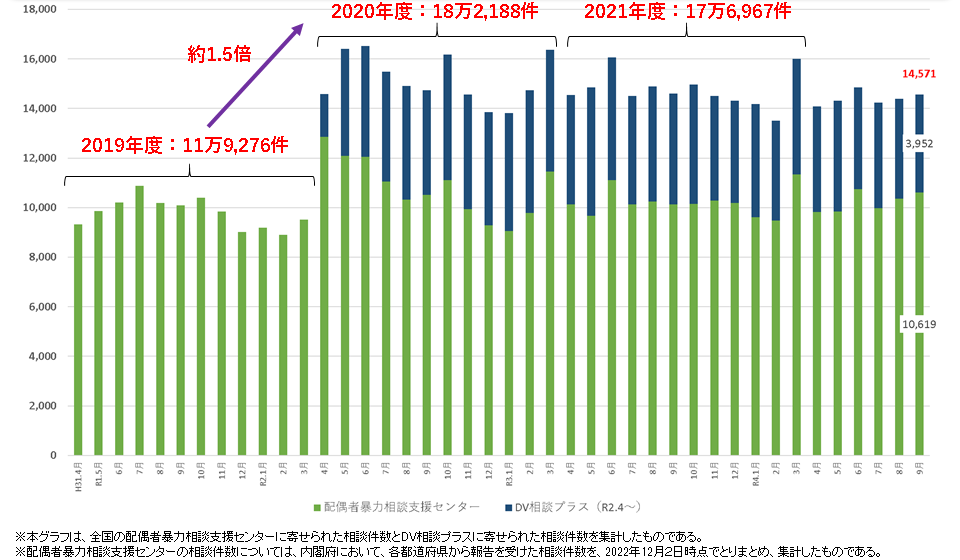 2020年度：18万2,188件
2021年度：17万6,967件
約1.5倍
2019年度：11万9,276件
18,000
16,000
14,000
12,000
10,000
8,000
6,000
4,000
2,000
0
14,571
3,952
10,619
H31.4月 R1.5月 6月 7月 8月 9月 10月 11月 12月 R2.1月 2月 3月 4月 5月 6月 7月 8月 9月 10月 11月 12月 R3.1月 2月 3月 4月 5月 6月 7月 8月 9月 10月 11月 12月 R4.1月 2月 3月 4月 5月 6月 7月 8月 9月
配偶者暴力相談支援センター DV相談プラス（R2.4～）
※本グラフは、全国の配偶者暴力相談支援センターに寄せられた相談件数とDV相談プラスに寄せられた相談件数を集計したものである。
※配偶者暴力相談支援センターの相談件数については、内閣府において、各都道府県から報告を受けた相談件数を、2022年12月2日時点でとりまとめ、集計したものである。